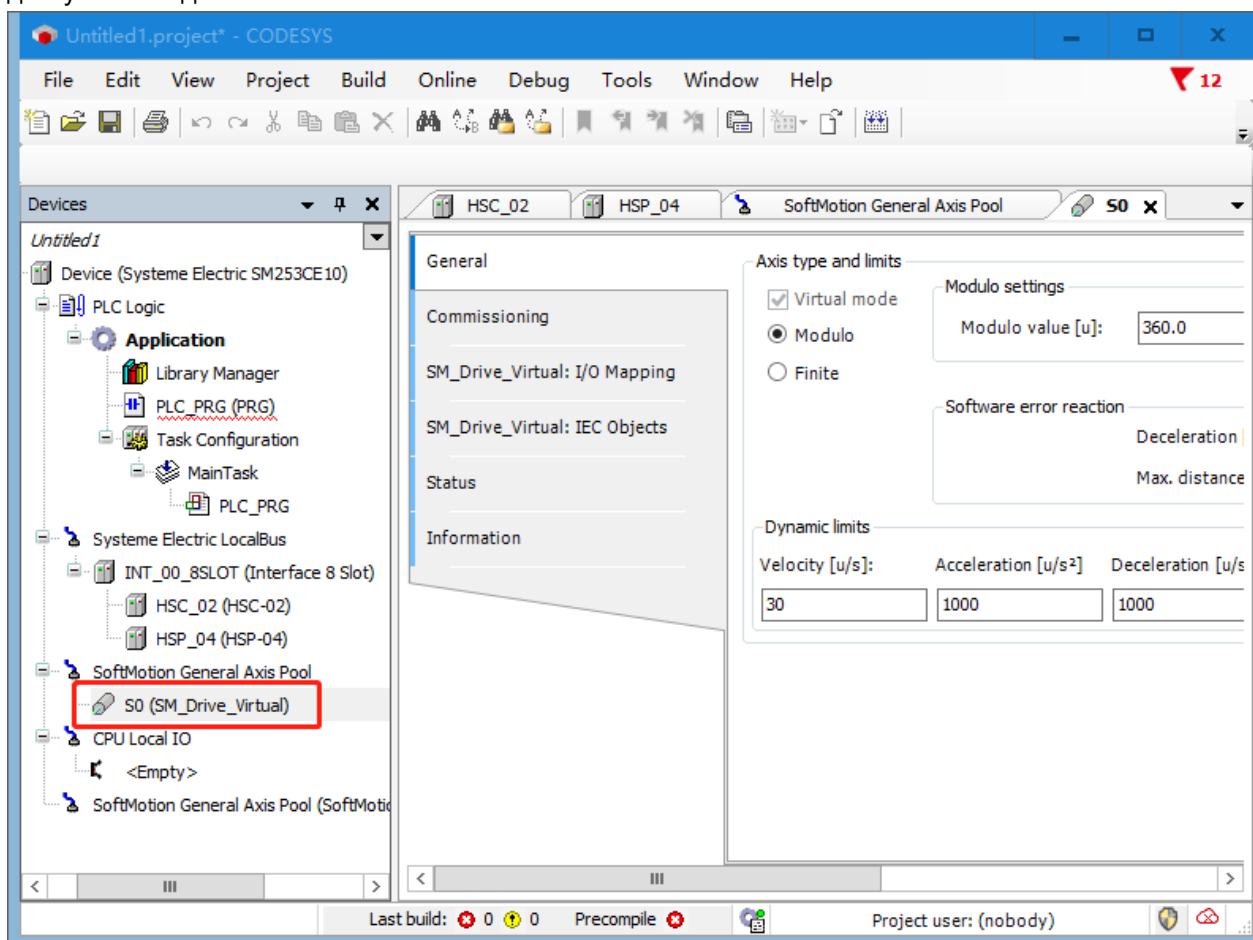 Untitled1.project* - CODESYS
File Edit View Project Build Online Debug Tools Window Help 12
Devices
HSC_02 HSP_04 SoftMotion General Axis Pool S0
Untitled1
Device (Systeme Electric SM253CE10)
PLC Logic
Application
Library Manager
PLC_PRG (PRG)
Task Configuration
MainTask
PLC_PRG
Systeme Electric LocalBus
INT_00_8SLOT (Interface 8 Slot)
HSC_02 (HSC-02)
HSP_04 (HSP-04)
SoftMotion General Axis Pool
S0 (SM_Drive_Virtual)
CPU Local IO
<Empty>
SoftMotion General Axis Pool (SoftMotio
General
Commissioning
SM_Drive_Virtual: I/O Mapping
SM_Drive_Virtual: IEC Objects
Status
Information
Axis type and limits
Virtual mode
Modulo
Finite
Modulo settings
Modulo value [u]: 360.0
Software error reaction
Deceleration
Max. distance
Dynamic limits
Velocity [u/s]: Acceleration [u/s²] Deceleration [u/s
30 1000 1000
Last build: 0 0 Precompile Project user: (nobody)